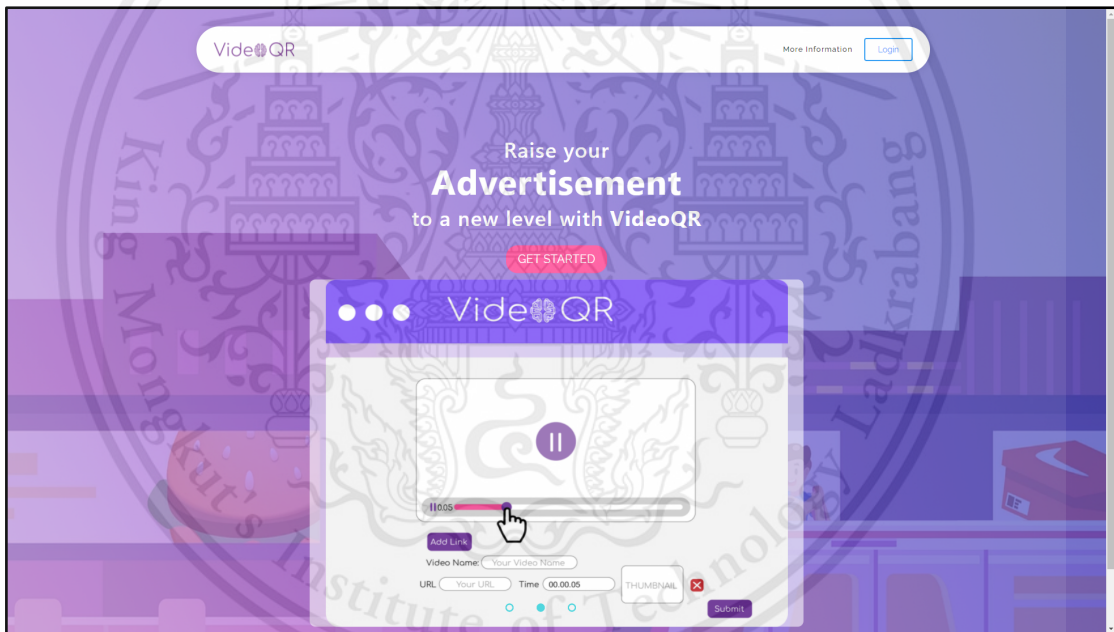 VideoQR
More Information
Login
Raise your
Advertisement
to a new level with VideoQR
GET STARTED
VideoQR
0.05
Add Link
Video Name: Your Video Name
URL Your URL Time 00.00.05 THUMBNAIL
Submit
King Mongkut's Institute of Technology Ladkrabang